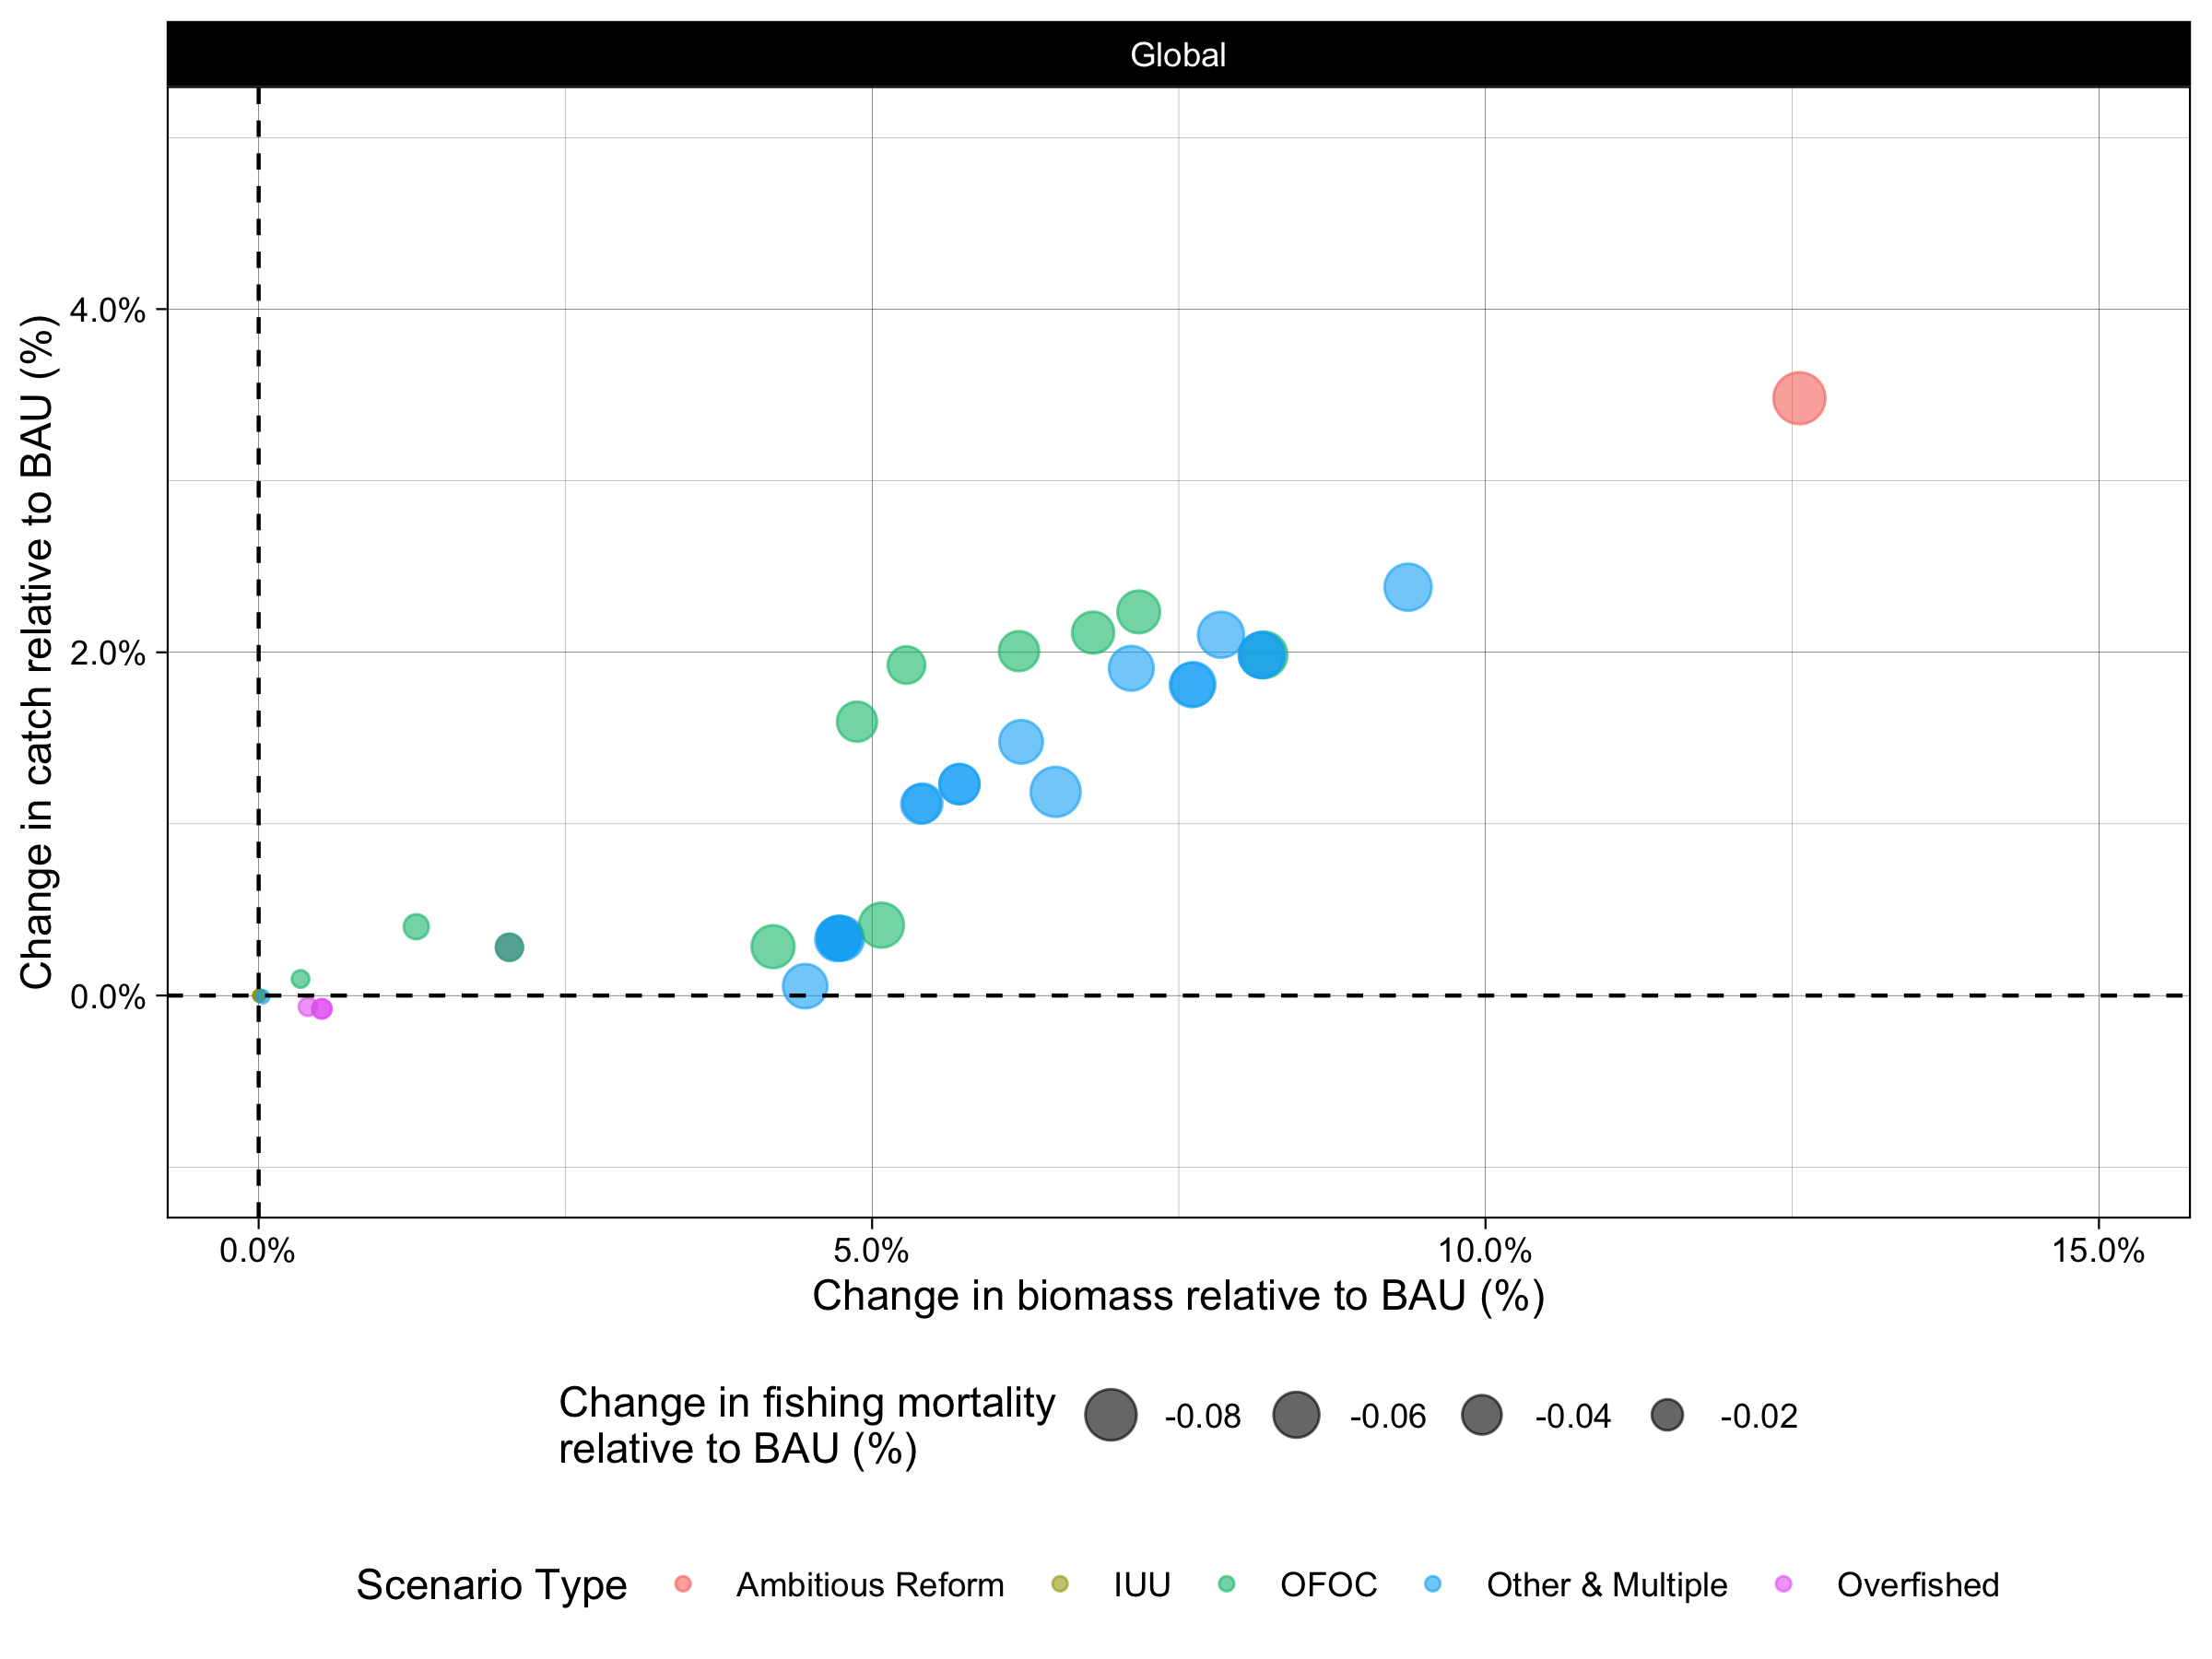 Global
Change in catch relative to BAU (%)
4.0%
2.0%
0.0%
0.0%
5.0%
10.0%
15.0%
Change in biomass relative to BAU (%)
Change in fishing mortality
relative to BAU (%)
-0.08
-0.06
-0.04
-0.02
Scenario Type
Ambitious Reform
IUU
OFOC
Other & Multiple
Overfished